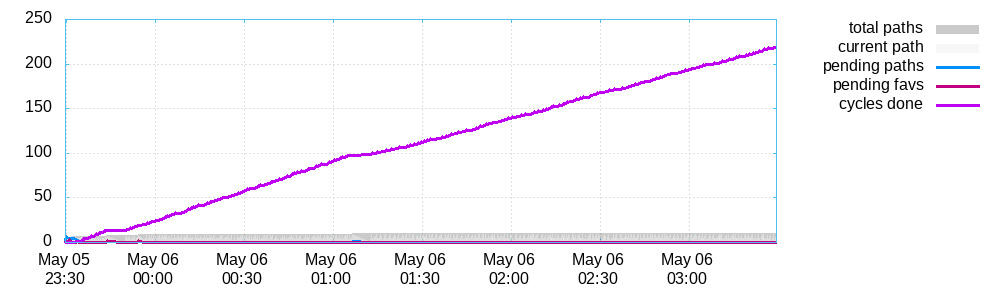 250
200
150
100
50
0
May 05 May 06 May 06 May 06 May 06 May 06 May 06 May 06
23:30 00:00 00:30 01:00 01:30 02:00 02:30 03:00
total paths
current path
pending paths
pending favs
cycles done